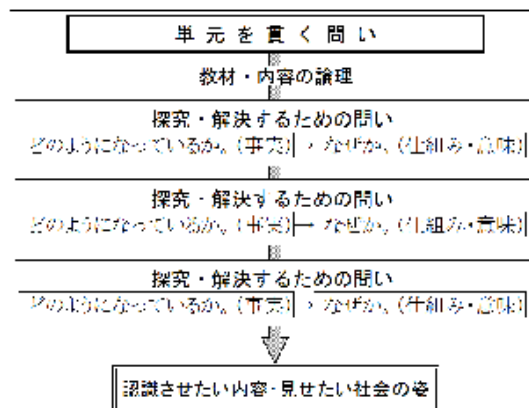 単元を貫く問い
教材・内容の論理
探究・解決するための問い
どのようになっているか。(事実) → なぜか。(仕組み・意味)
探究・解決するための問い
どのようになっているか。(事実) → なぜか。(仕組み・意味)
探究・解決するための問い
どのようになっているか。(事実) → なぜか。(仕組み・意味)
認識させたい内容・見せたい社会の姿